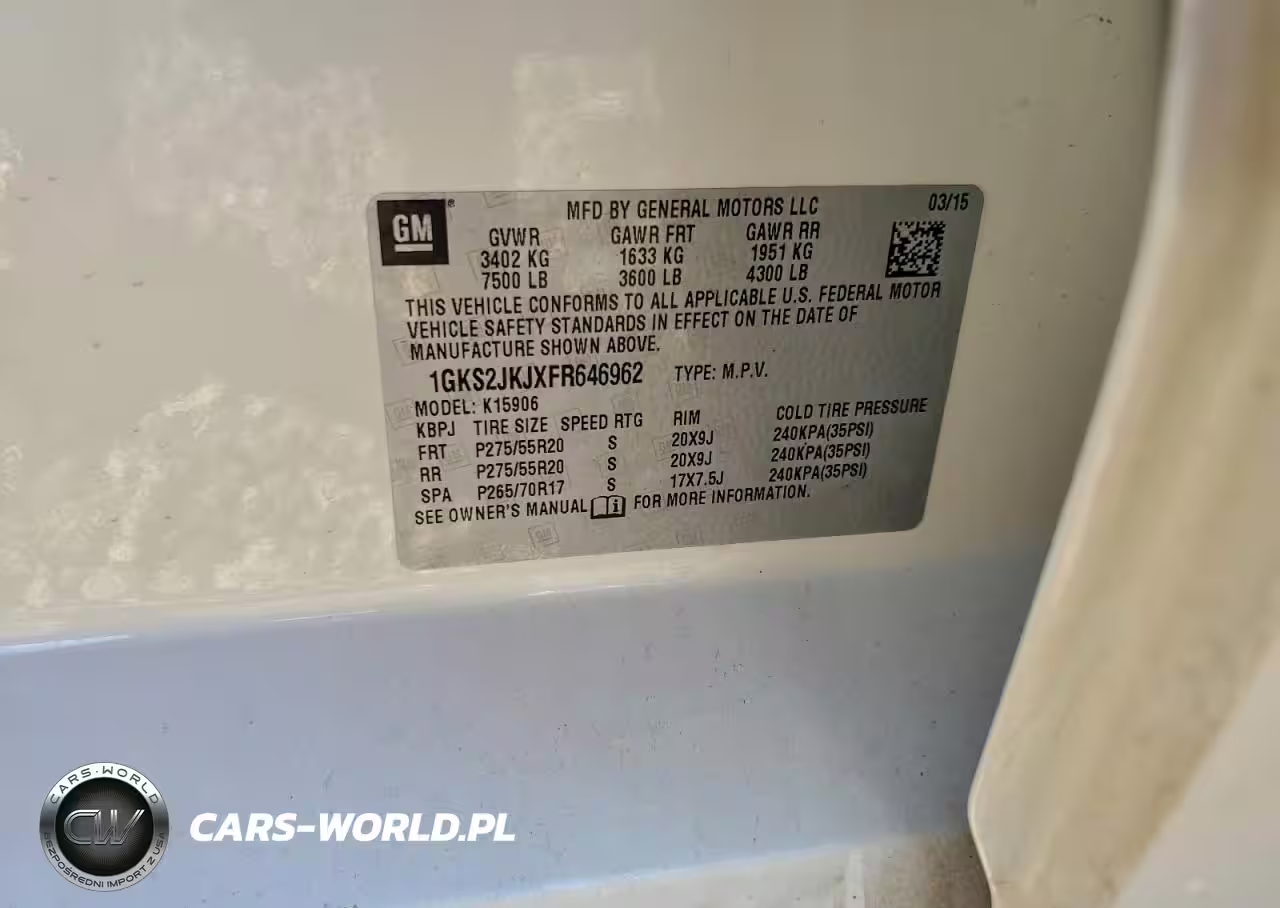 GM
®
MFD BY GENERAL MOTORS LLC
03/15
GVWR GAWR FRT GAWR RR
3402 KG 1633 KG 1951 KG
7500 LB 3600 LB 4300 LB
THIS VEHICLE CONFORMS TO ALL APPLICABLE U.S. FEDERAL MOTOR
VEHICLE SAFETY STANDARDS IN EFFECT ON THE DATE OF
MANUFACTURE SHOWN ABOVE.
1GKS2JKJXFR646962 TYPE: M.P.V.
MODEL: K15906
KBPJ TIRE SIZE SPEED RTG RIM COLD TIRE PRESSURE
FRT P275/55R20 S 20X9J 240KPA(35PSI)
RR P275/55R20 S 20X9J 240KPA(35PSI)
SPA P265/70R17 S 17X7.5J 240KPA(35PSI)
SEE OWNER'S MANUAL FOR MORE INFORMATION.
CARS-WORLD
CW
BEZPOŚREDNI IMPORT Z USA
CARS-WORLD.PL